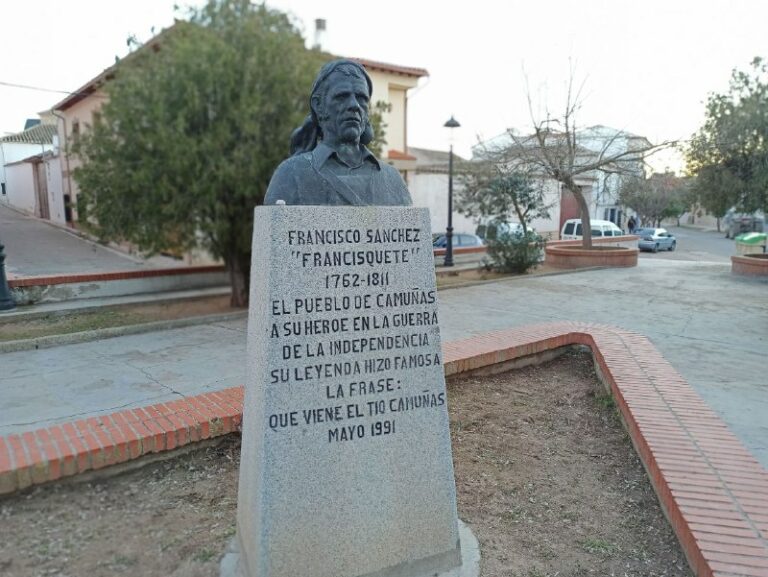 FRANCISCO SANCHEZ
"FRANCISQUETE"
1762-1811
EL PUEBLO DE CAMUÑAS
A SU HEROE EN LA GUERRA
DE LA INDEPENDENCIA
SU LEYENDA HIZO FAMOSA
LA FRASE:
QUE VIENE EL TIO CAMUÑAS
MAYO 1991